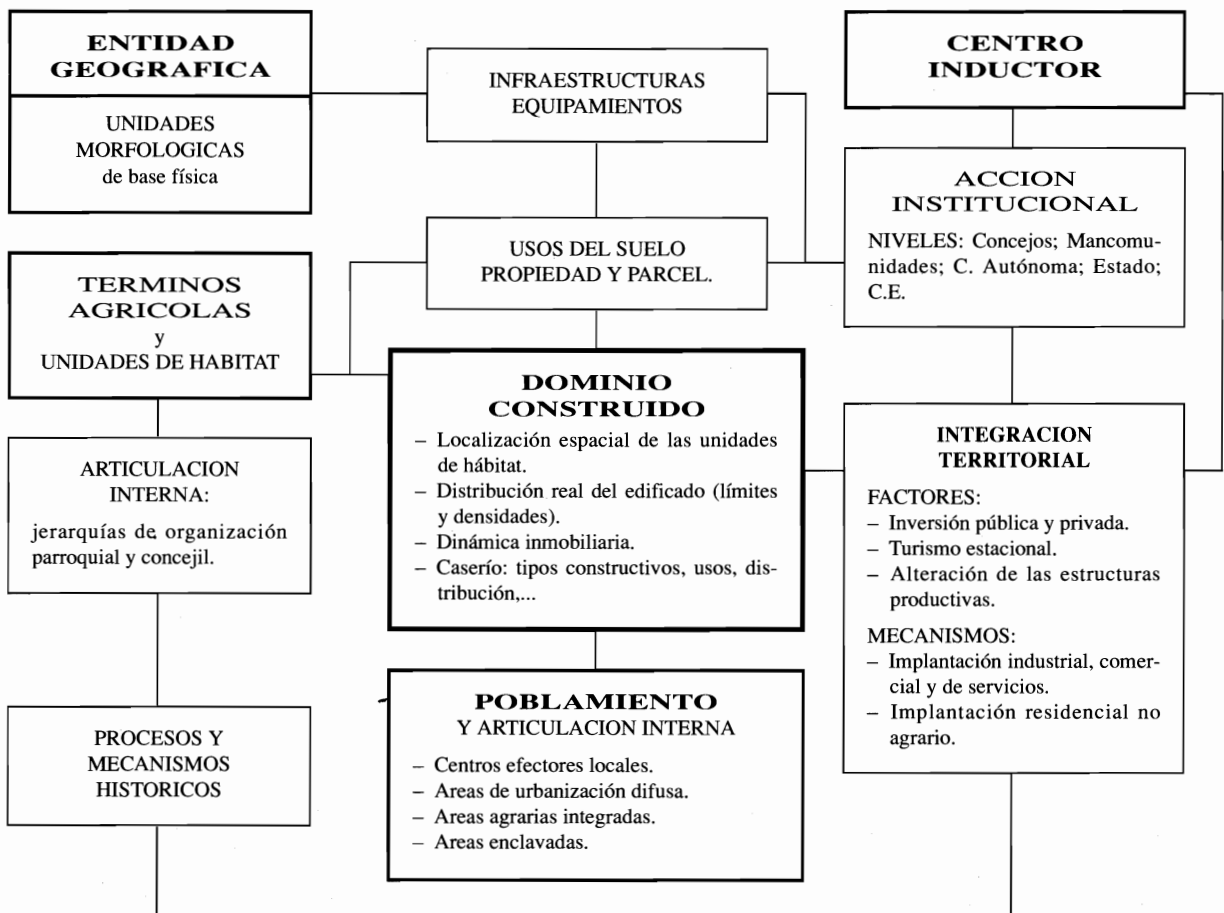 ENTIDAD
GEOGRAFICA
UNIDADES
MORFOLOGICAS
de base física
TERMINOS
AGRICOLAS
y
UNIDADES DE HABITAT
ARTICULACION
INTERNA:
jerarquías de organización
parroquial y concejil.
PROCESOS Y
MECANISMOS
HISTORICOS
INFRAESTRUCTURAS
EQUIPAMIENTOS
USOS DEL SUELO
PROPIEDAD Y PARCEL.
DOMINIO
CONSTRUIDO
– Localización espacial de las unidades
de hábitat.
– Distribución real del edificado (límites
y densidades).
– Dinámica inmobiliaria.
– Caserío: tipos constructivos, usos, dis-
tribución,...
POBLAMIENTO
Y ARTICULACION INTERNA
– Centros efectores locales.
– Areas de urbanización difusa.
– Areas agrarias integradas.
– Areas enclavadas.
CENTRO
INDUCTOR
ACCION
INSTITUCIONAL
NIVELES: Concejos; Mancomu-
nidades; C. Autónoma; Estado;
C.E.
INTEGRACION
TERRITORIAL
FACTORES:
– Inversión pública y privada.
– Turismo estacional.
– Alteración de las estructuras
productivas.
MECANISMOS:
– Implantación industrial, comer-
cial y de servicios.
– Implantación residencial no
agrario.